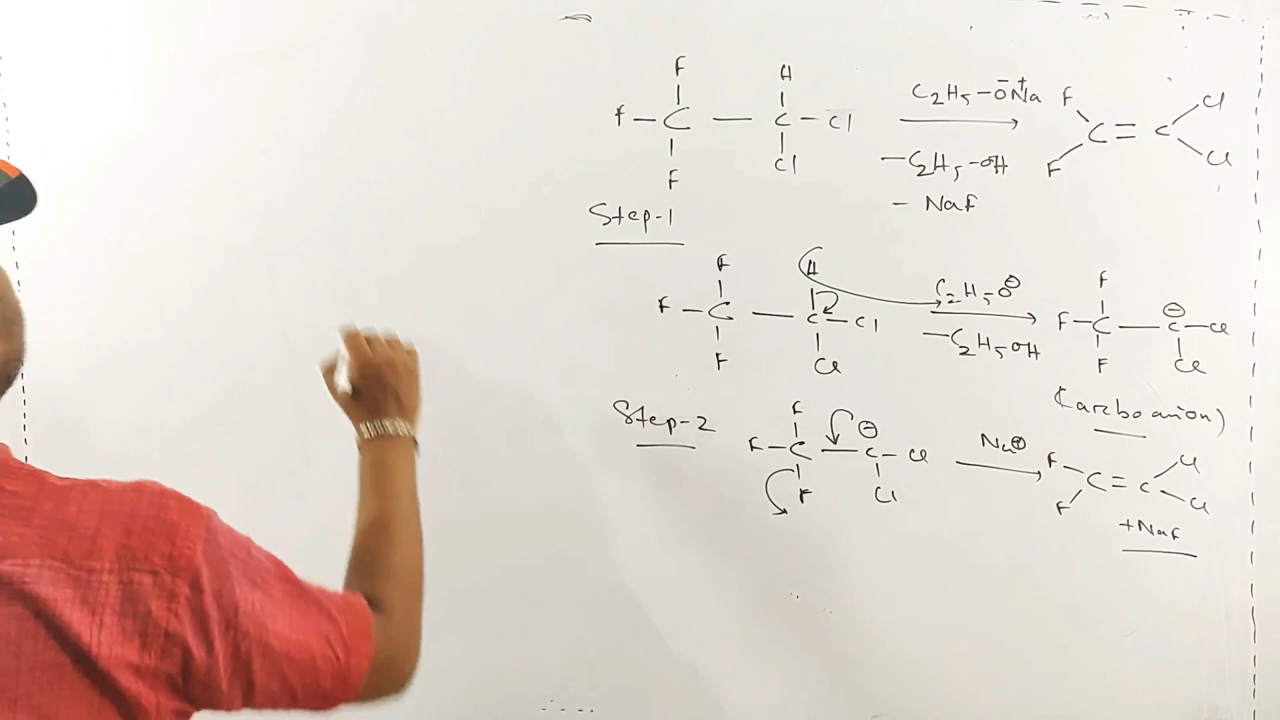 F H
F – C — C – Cl C₂H₅–ŌNa⁺ F Cl
F Cl –C₂H₅–OH C = C
– NaF F Cl
Step-1
F H
F – C — C – Cl C₂H₅–O⊖ F ⊖
F Cl –C₂H₅OH F – C — C – Cl
F Cl
(Carboanion)
Step-2
F ⊖
F – C — C – Cl Na⊕ F Cl
F Cl C = C
F Cl
+NaF